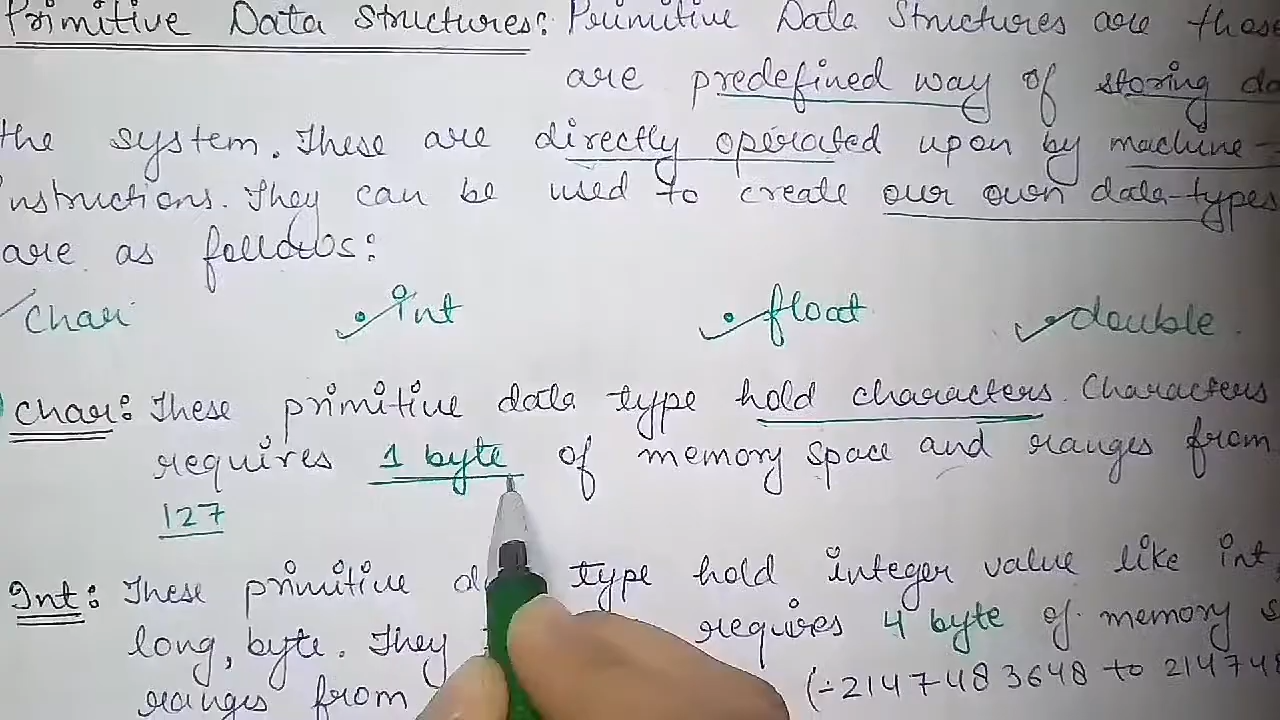 Primitive Data Structures: Primitive Data Structures are those
are predefined way of storing da
the system. These are directly operated upon by machine-
instructions. They can be used to create our own data-types
are as follows:
char int float double.
Char: These primitive data type hold characters. Characters
requires 1 byte of memory space and ranges from
127
Int: These primitive type hold integer value like int,
long, byte. They requires 4 byte of memory s
ranges from (-2147483648 to 214748